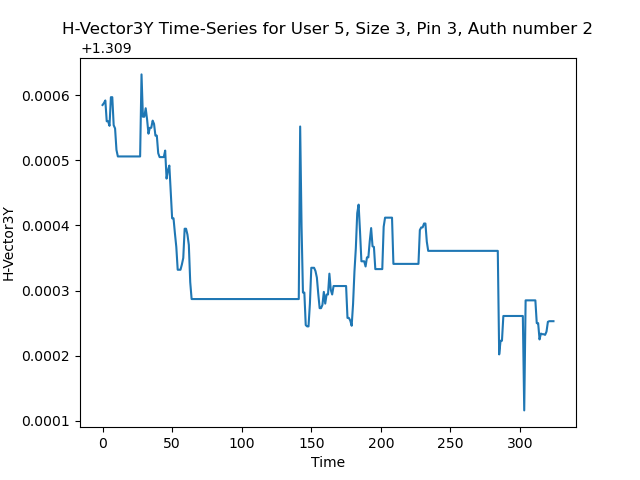 H-Vector3Y Time-Series for User 5, Size 3, Pin 3, Auth number 2
+1.309
0.0006
0.0005
0.0004
0.0003
0.0002
0.0001
H-Vector3Y
0 50 100 150 200 250 300
Time